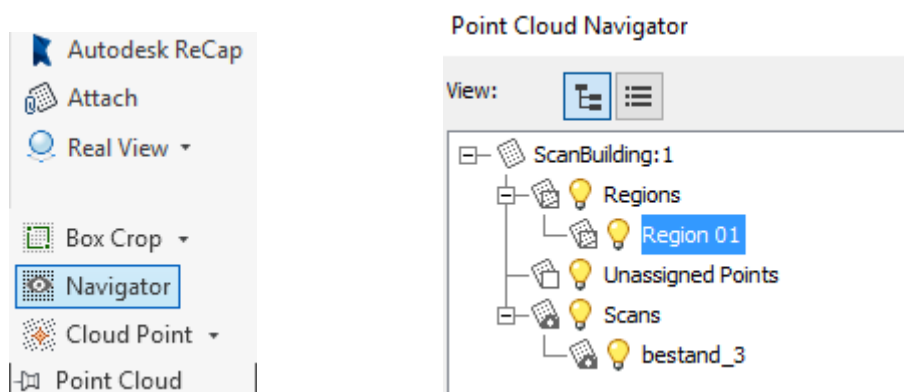 Autodesk ReCap
Attach
Real View
Box Crop
Navigator
Cloud Point
Point Cloud
Point Cloud Navigator
View:
ScanBuilding:1
Regions
Region 01
Unassigned Points
Scans
bestand_3